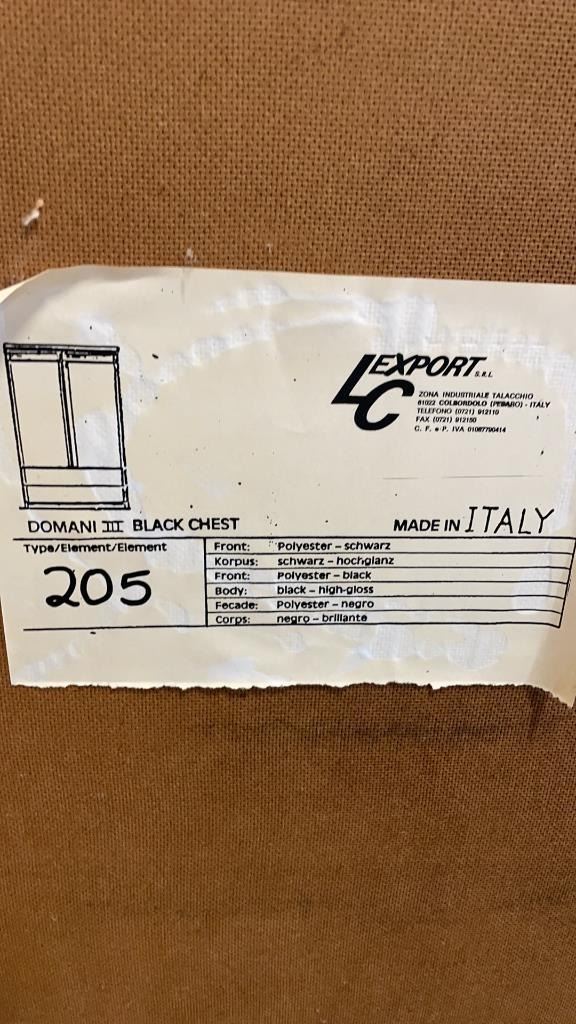 LC EXPORT S.R.L.
ZONA INDUSTRIALE TALACCHIO
61022 COLBORDOLO (PESARO) - ITALY
TELEFONO (0721) 912110
FAX (0721) 912150
C. F. e P. IVA 01087790414
DOMANI III BLACK CHEST
MADE IN ITALY
Type/Element/Element
205
Front: Polyester – schwarz
Korpus: schwarz – hochglanz
Front: Polyester – black
Body: black – high-gloss
Fecade: Polyester – negro
Corps: negro – brillante